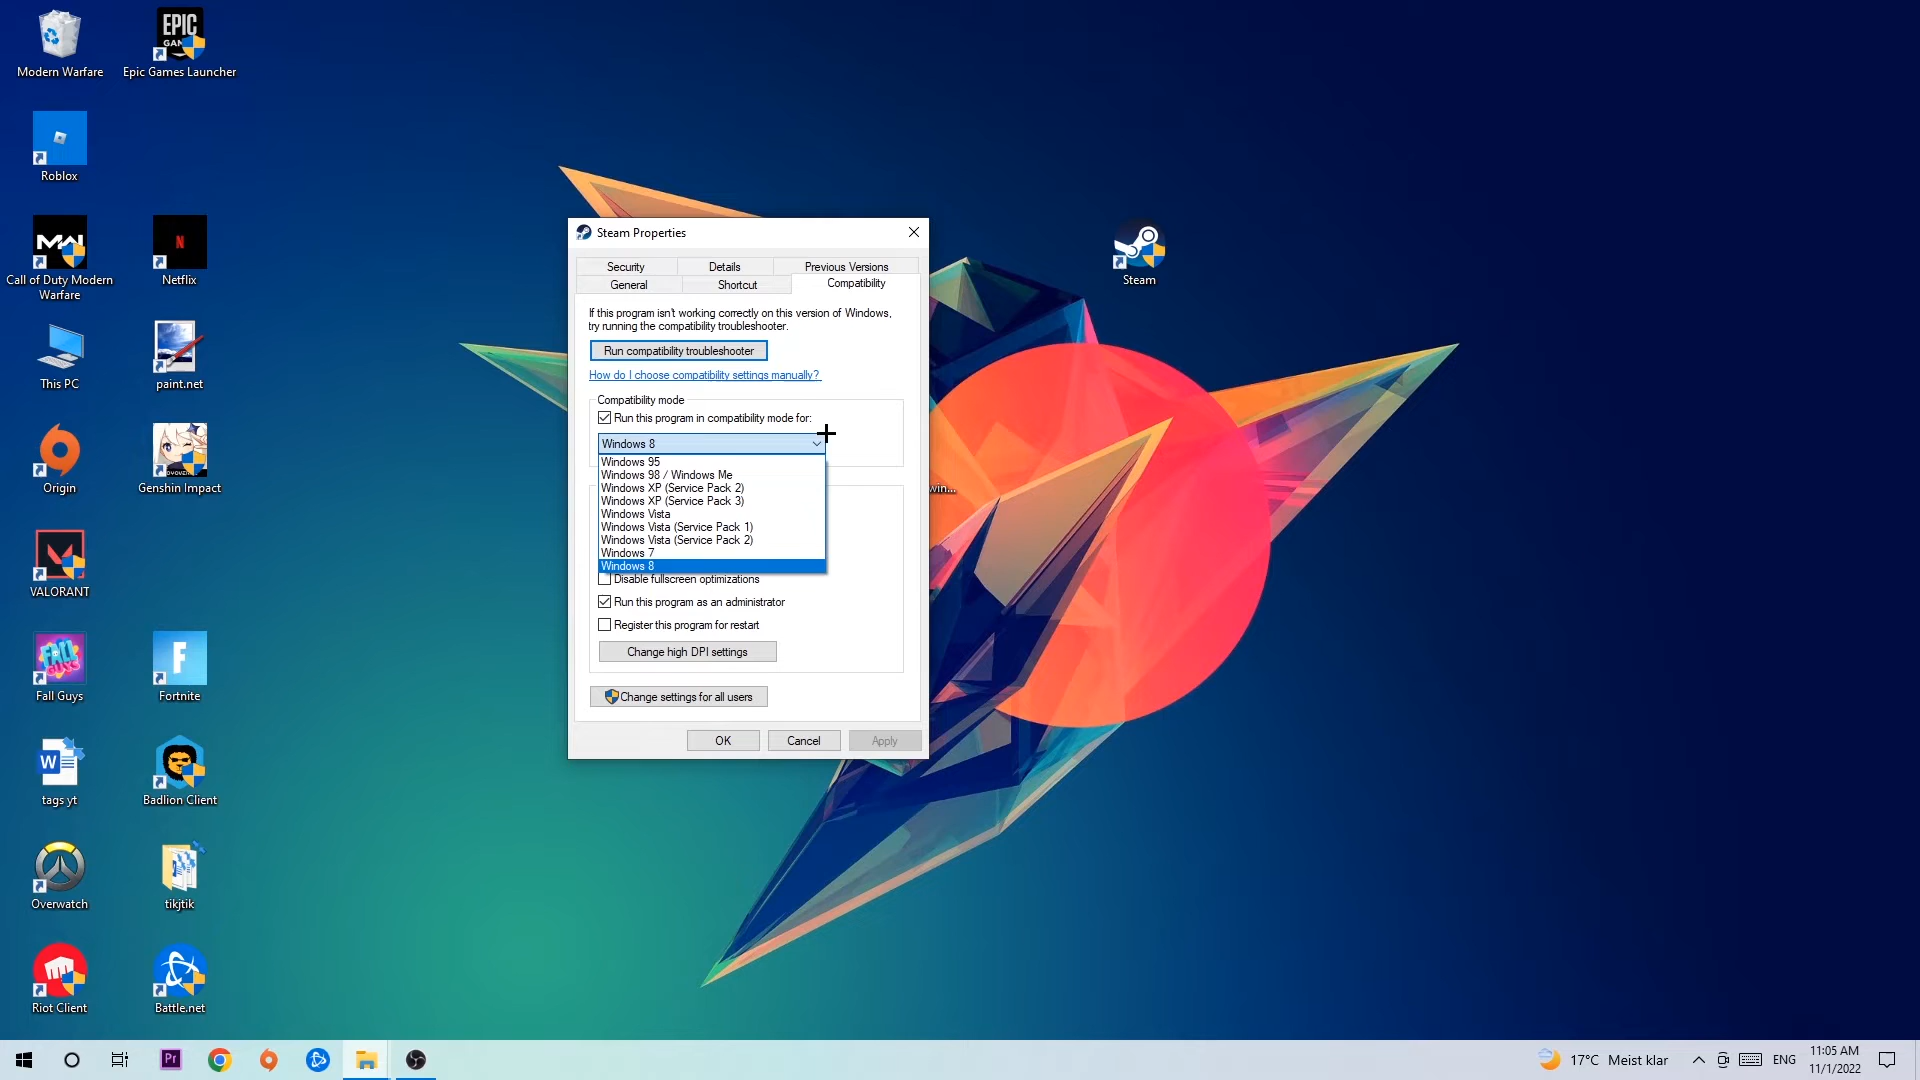 Modern Warfare
EPIC
GAMES
Epic Games Launcher
Roblox
MW
Call of Duty Modern
Warfare
N
Netflix
This PC
paint.net
Origin
Genshin Impact
VALORANT
FALL
GUYS
Fall Guys
F
Fortnite
W
tags yt
Badlion Client
Overwatch
tikjtik
Riot Client
Battle.net
Steam
win...
Steam Properties
Security
Details
Previous Versions
General
Shortcut
Compatibility
If this program isn't working correctly on this version of Windows,
try running the compatibility troubleshooter.
Run compatibility troubleshooter
How do I choose compatibility settings manually?
Compatibility mode
Run this program in compatibility mode for:
Windows 8
Windows 95
Windows 98 / Windows Me
Windows XP (Service Pack 2)
Windows XP (Service Pack 3)
Windows Vista
Windows Vista (Service Pack 1)
Windows Vista (Service Pack 2)
Windows 7
Windows 8
Disable fullscreen optimizations
Run this program as an administrator
Register this program for restart
Change high DPI settings
Change settings for all users
OK
Cancel
Apply
Pr
17°C Meist klar
ENG
11:05 AM
11/1/2022